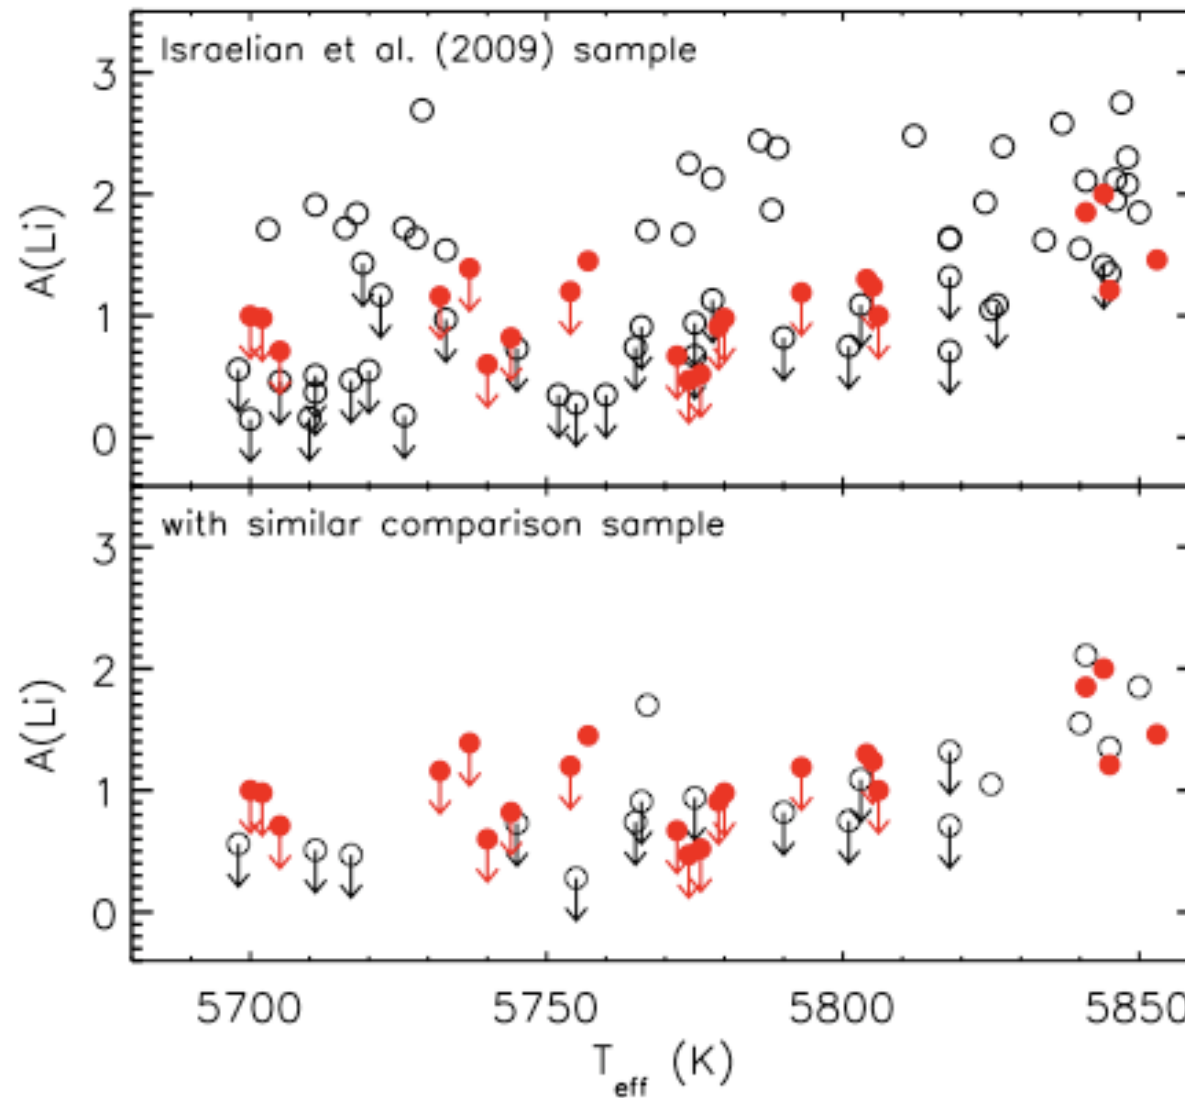 Israelian et al. (2009) sample
3
2
1
0
A(Li)
with similar comparison sample
3
2
1
0
A(Li)
5700 5750 5800 5850
T_eff (K)